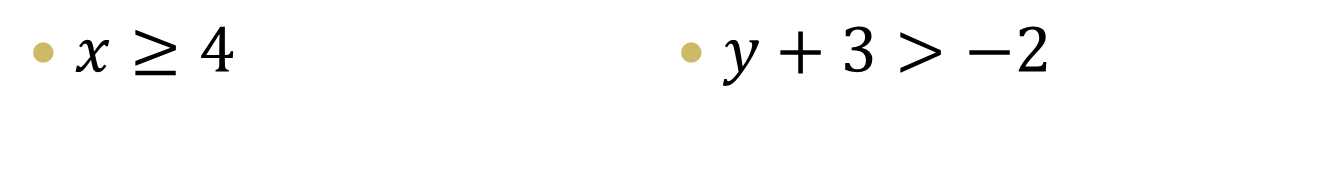 • x ≥ 4
• y + 3 > −2